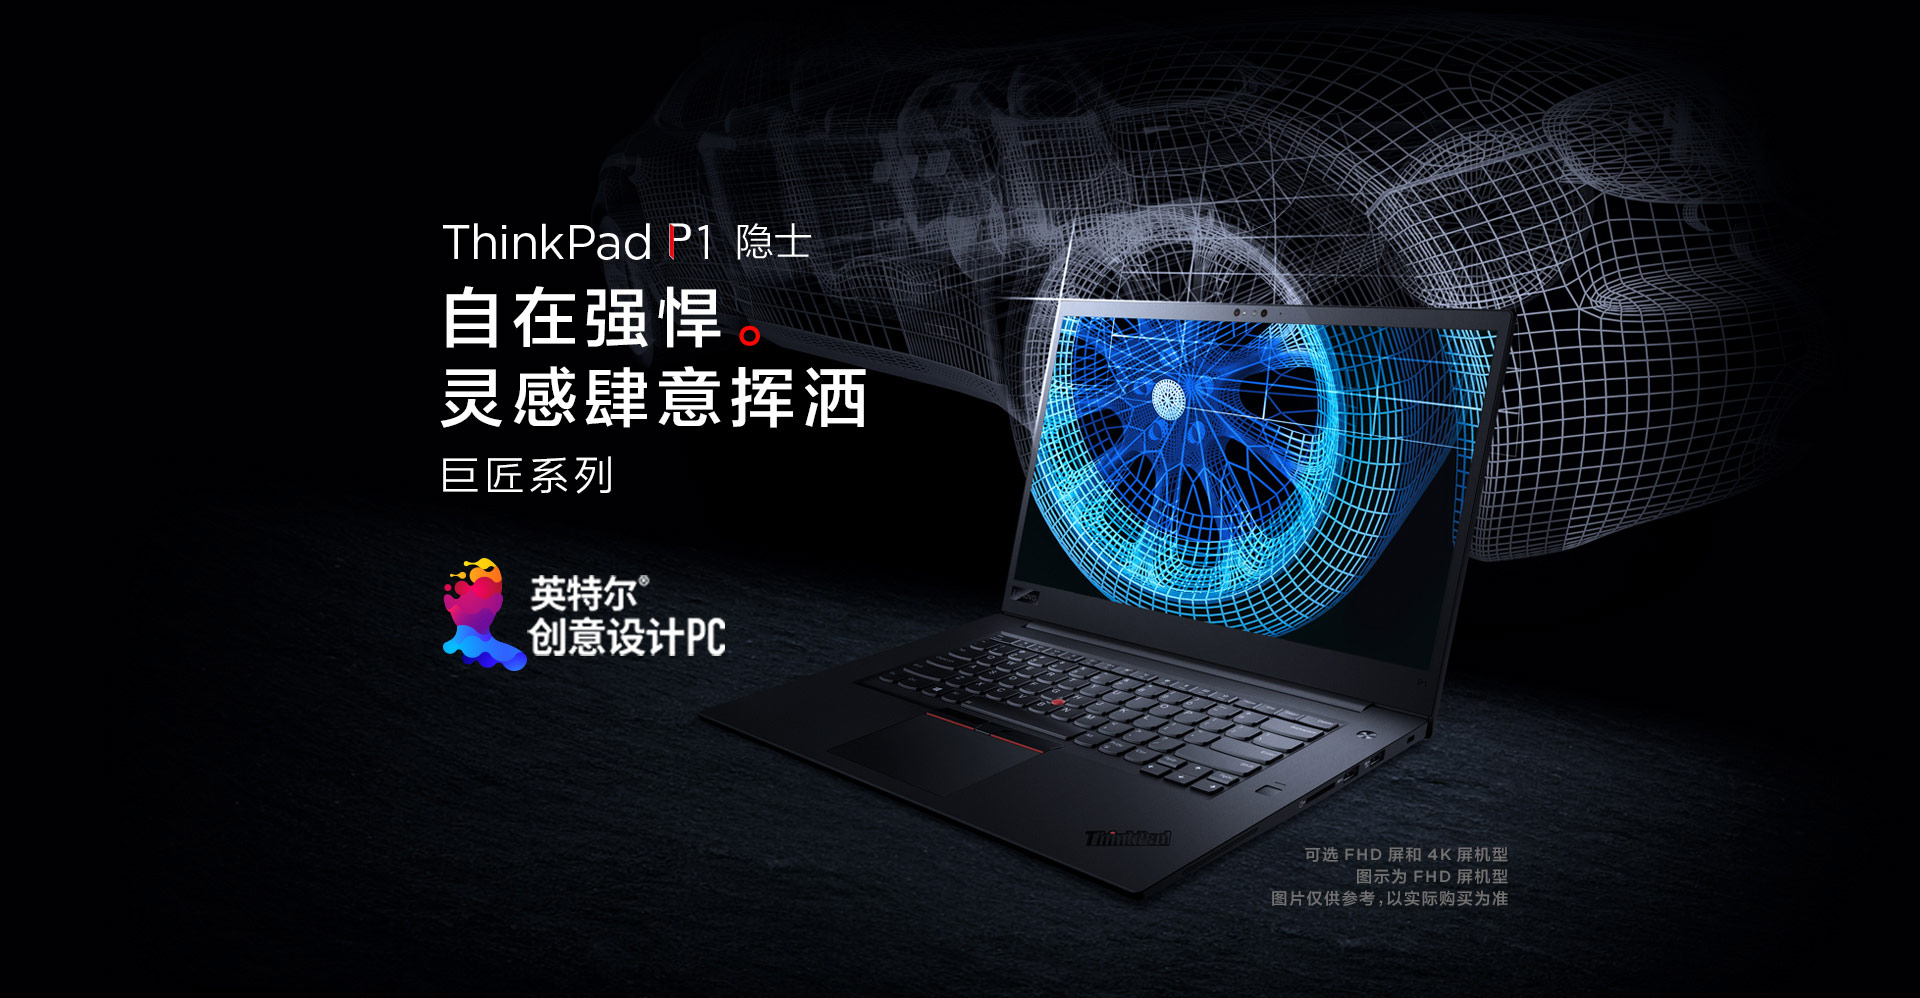 ThinkPad P1 隐士
自在强悍。
灵感肆意挥洒
巨匠系列
英特尔®
创意设计PC
ThinkPad
可选 FHD 屏和 4K 屏机型
图示为 FHD 屏机型
图片仅供参考，以实际购买为准